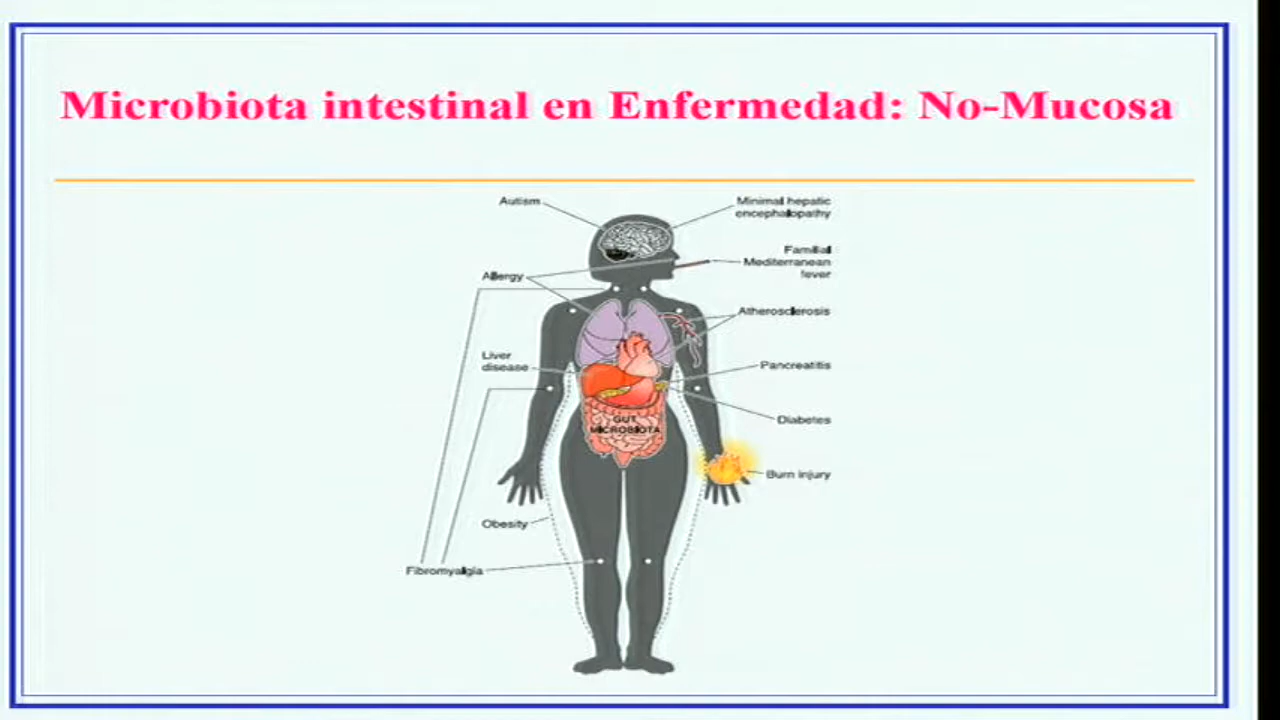 Microbiota intestinal en Enfermedad: No-Mucosa
Autism
Minimal hepatic
encephalopathy
Familial
Mediterranean
fever
Allergy
Atherosclerosis
Liver
disease
Pancreatitis
Diabetes
GUT
MICROBIOTA
Burn injury
Obesity
Fibromyalgia